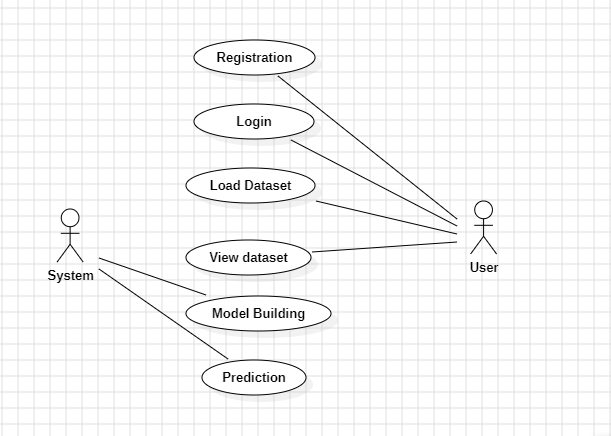 Registration
Login
Load Dataset
View dataset
System
User
Model Building
Prediction